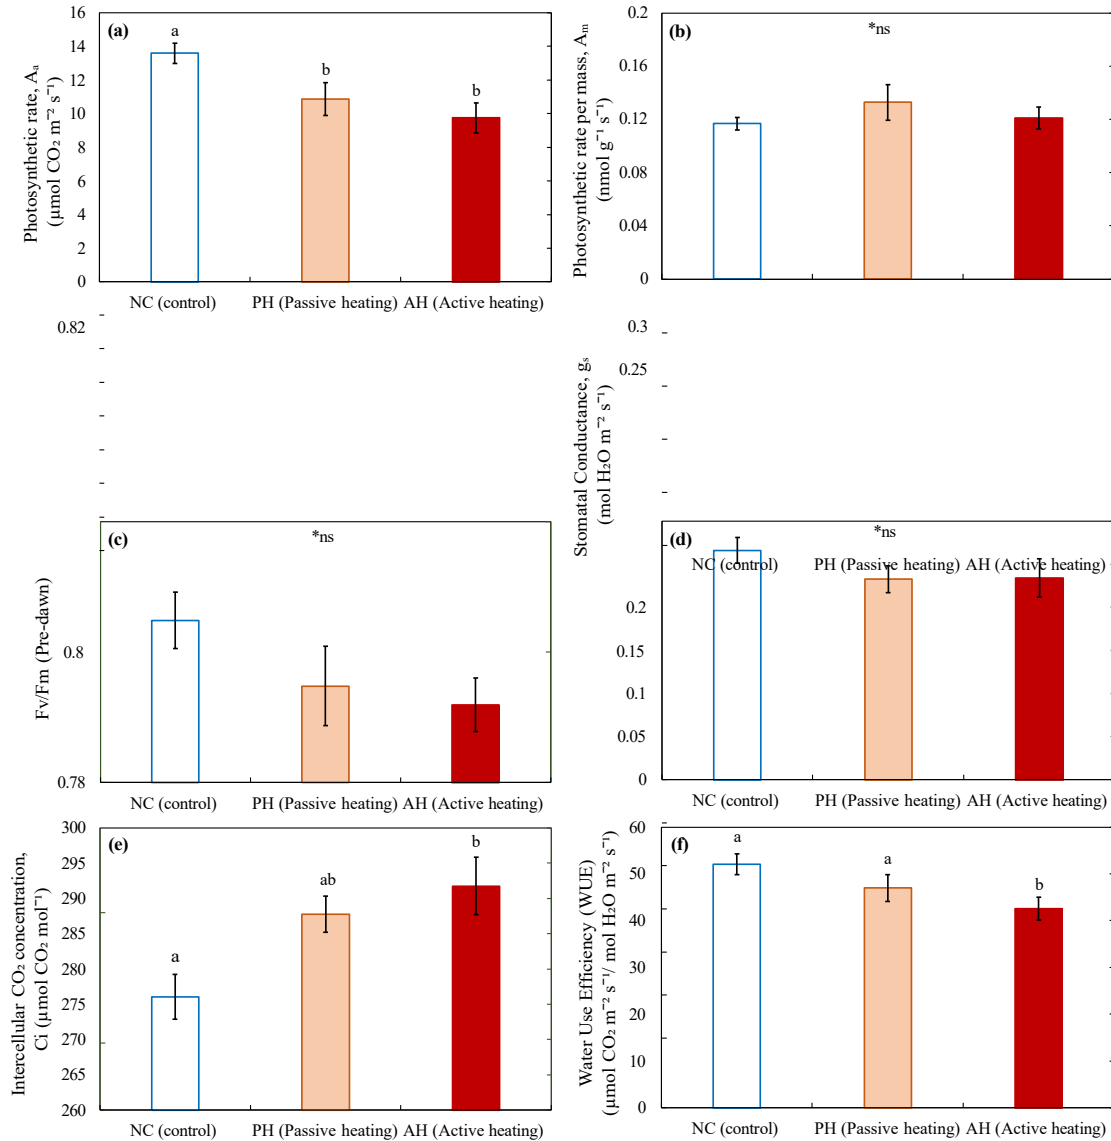 (a)
Photosynthetic rate, Aₐ
(µmol CO₂ m⁻² s⁻¹)
16
14
12
10
8
6
4
2
0
a
b
b
NC (control) PH (Passive heating) AH (Active heating)
(b)
*ns
Photosynthetic rate per mass, Aₘ
(nmol g⁻¹ s⁻¹)
0.2
0.16
0.12
0.08
0.04
0
0.82
Stomatal Conductance, gₛ
(mol H₂O m⁻² s⁻¹)
0.3
0.25
(c)
*ns
Fv/Fm (Pre-dawn)
0.8
0.78
NC (control) PH (Passive heating) AH (Active heating)
(d)
*ns
NC (control) PH (Passive heating) AH (Active heating)
0.2
0.15
0.1
0.05
0
NC (control) PH (Passive heating) AH (Active heating)
(e)
Intercellular CO₂ concentration,
Ci (µmol CO₂ mol⁻¹)
300
295
290
285
280
275
270
265
260
a
ab
b
NC (control) PH (Passive heating) AH (Active heating)
(f)
Water Use Efficiency (WUE)
(µmol CO₂ m⁻² s⁻¹/ mol H₂O m⁻² s⁻¹)
60
50
40
30
20
10
0
a
a
b
NC (control) PH (Passive heating) AH (Active heating)